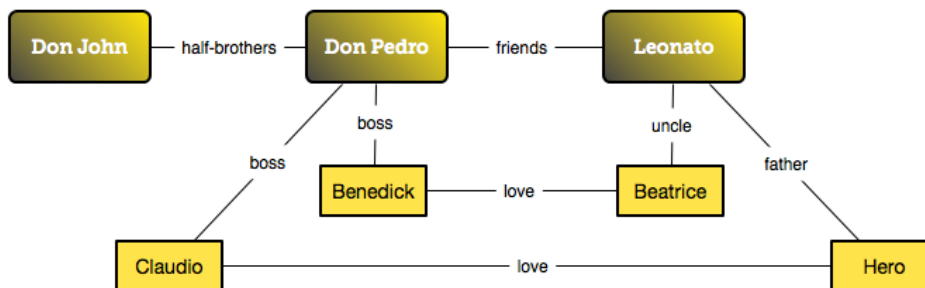 Don John
half-brothers
Don Pedro
friends
Leonato
boss
uncle
boss
father
Benedick
love
Beatrice
Claudio
love
Hero